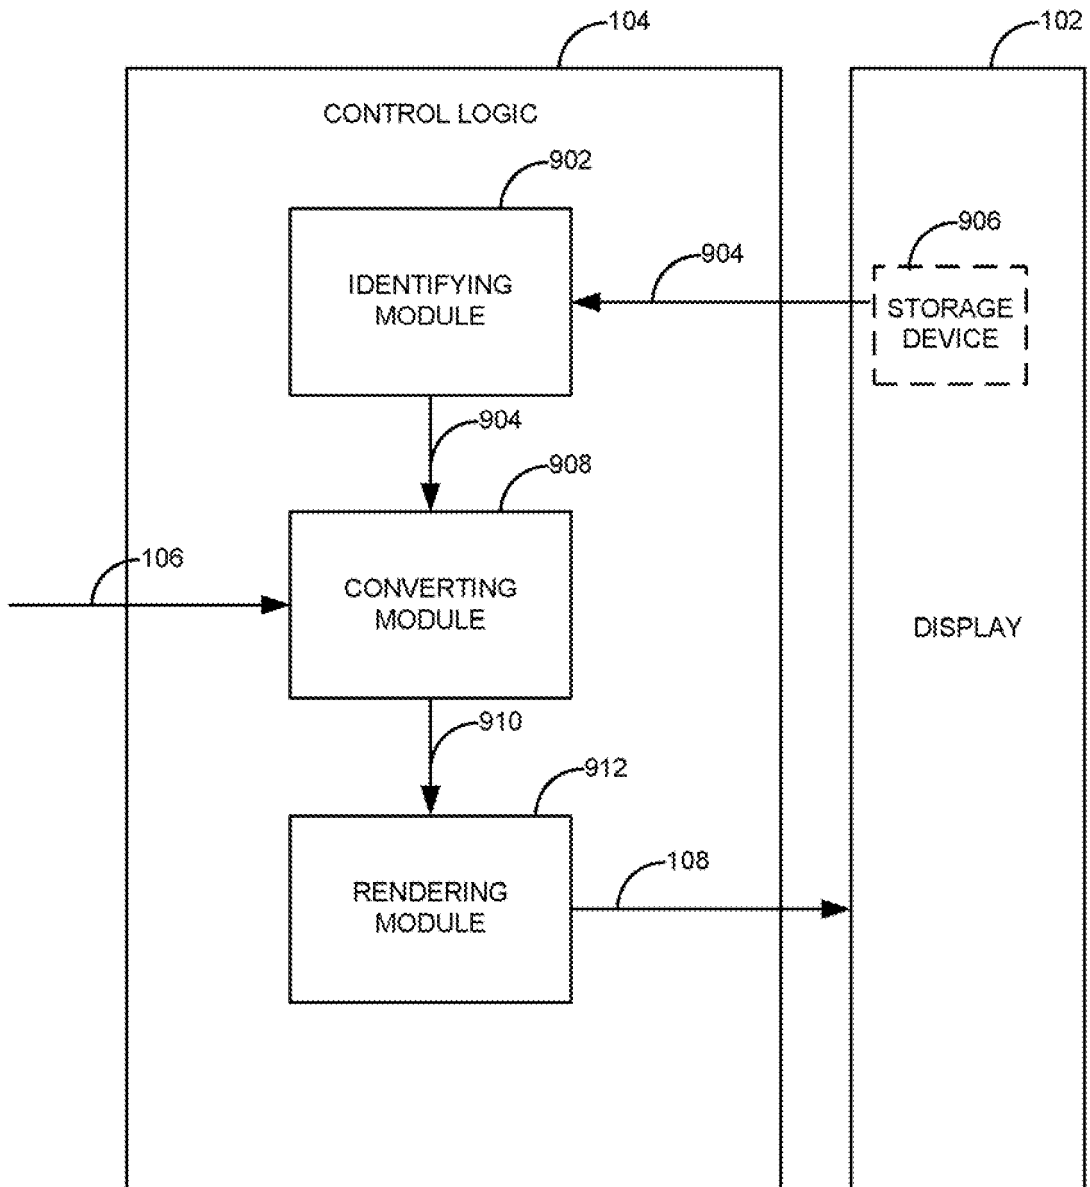 104
102
CONTROL LOGIC
902
906
904
IDENTIFYING
MODULE
STORAGE
DEVICE
904
908
106
CONVERTING
MODULE
DISPLAY
910
912
108
RENDERING
MODULE